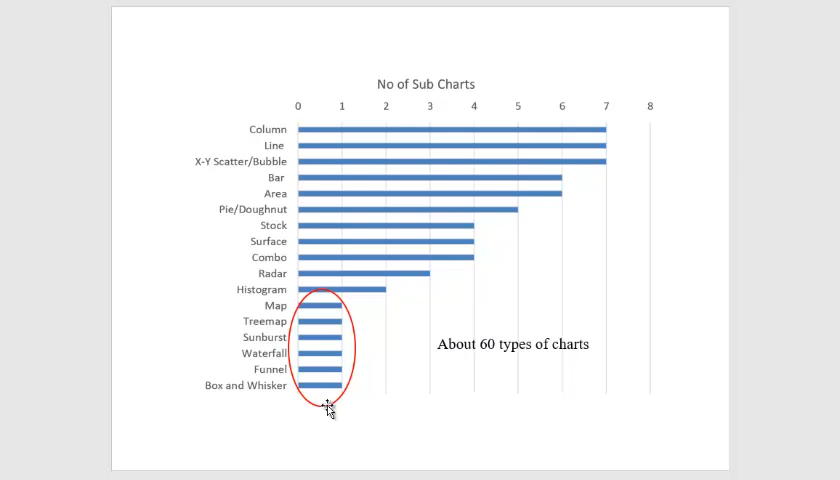 No of Sub Charts
0 1 2 3 4 5 6 7 8
Column
Line
X-Y Scatter/Bubble
Bar
Area
Pie/Doughnut
Stock
Surface
Combo
Radar
Histogram
Map
Treemap
Sunburst
Waterfall
Funnel
Box and Whisker
About 60 types of charts